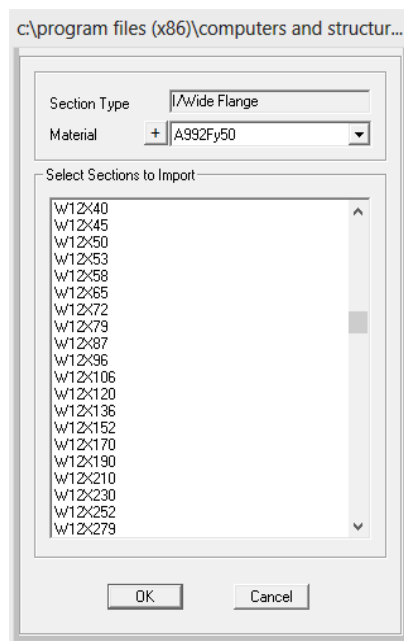 c:\program files (x86)\computers and structur...
Section Type I/Wide Flange
Material + A992Fy50
Select Sections to Import
W12X40
W12X45
W12X50
W12X53
W12X58
W12X65
W12X72
W12X79
W12X87
W12X96
W12X106
W12X120
W12X136
W12X152
W12X170
W12X190
W12X210
W12X230
W12X252
W12X279
OK Cancel